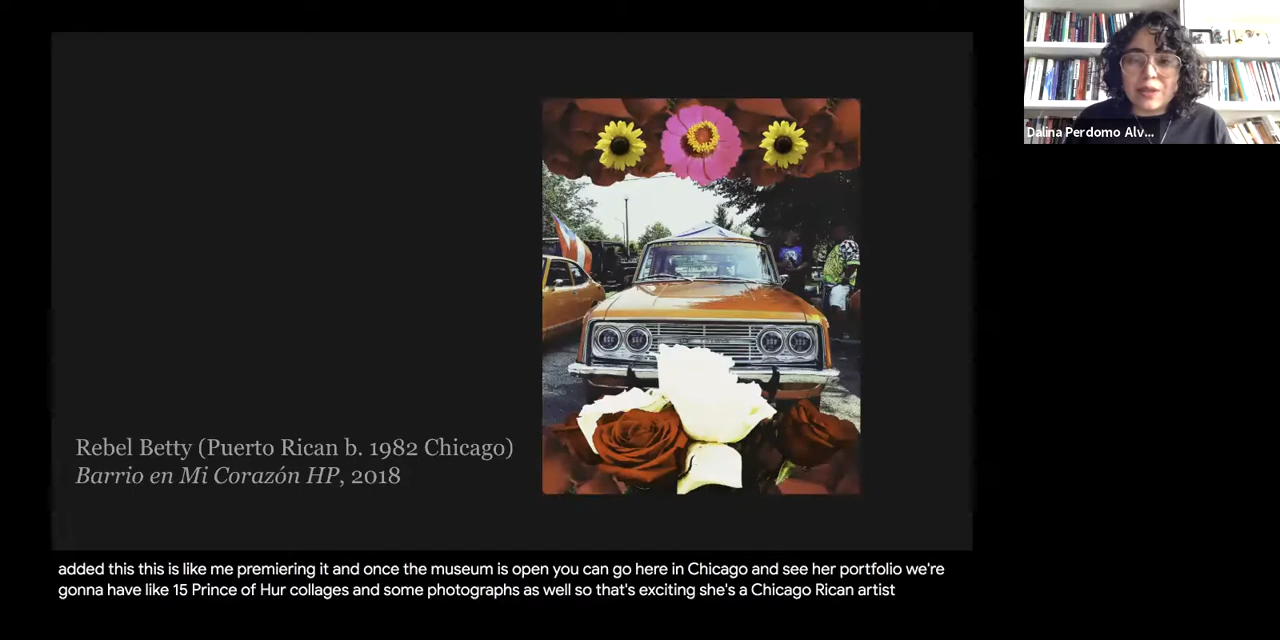 Dalina Perdomo Alv...
Rebel Betty (Puerto Rican b. 1982 Chicago)
Barrio en Mi Corazón HP, 2018
added this this is like me premiering it and once the museum is open you can go here in Chicago and see her portfolio we're
gonna have like 15 Prince of Hur collages and some photographs as well so that's exciting she's a Chicago Rican artist